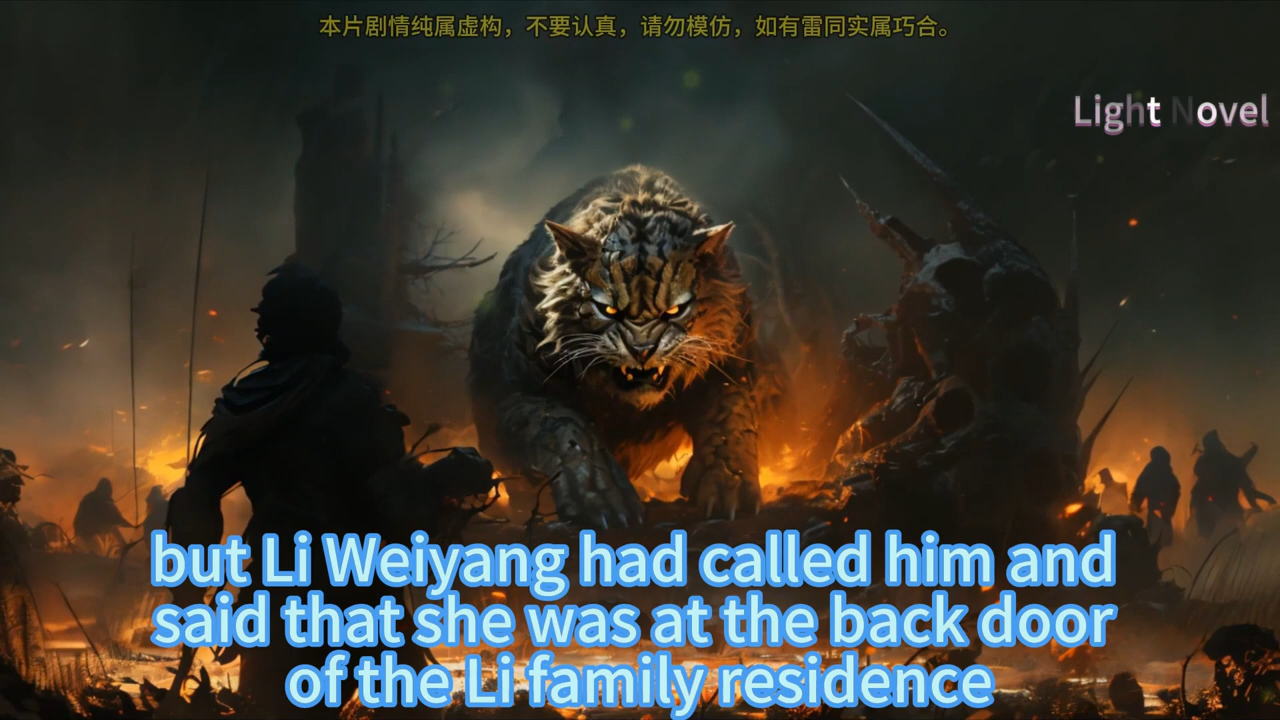 本片剧情纯属虚构，不要认真，请勿模仿，如有雷同实属巧合。
Light Novel
but Li Weiyang had called him and
said that she was at the back door
of the Li family residence